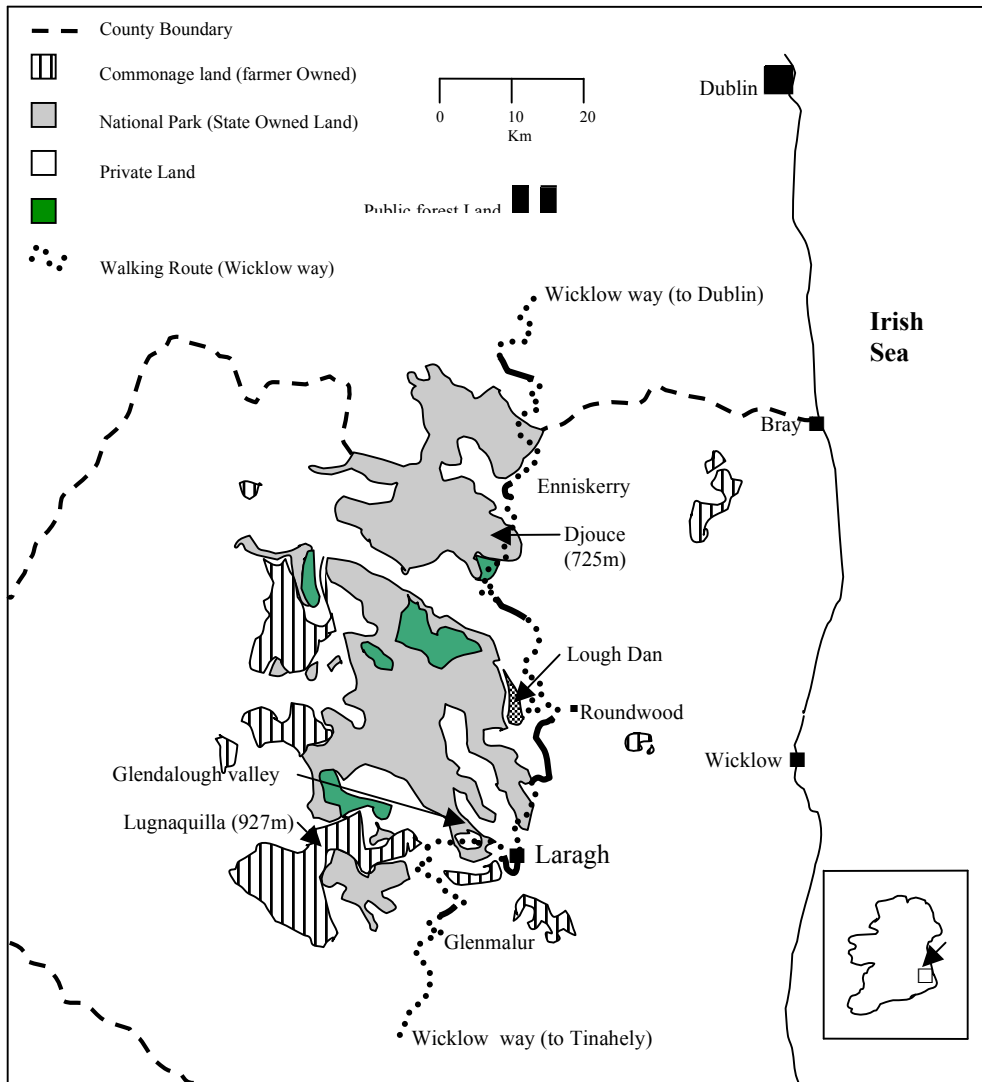 County Boundary
Commonage land (farmer Owned)
National Park (State Owned Land)
Private Land
Public forest Land
Walking Route (Wicklow way)
0 10 20
Km
Dublin
Wicklow way (to Dublin)
Irish
Sea
Bray
Enniskerry
Djouce
(725m)
Lough Dan
Roundwood
Wicklow
Glendalough valley
Lugnaquilla (927m)
Laragh
Glenmalur
Wicklow way (to Tinahely)